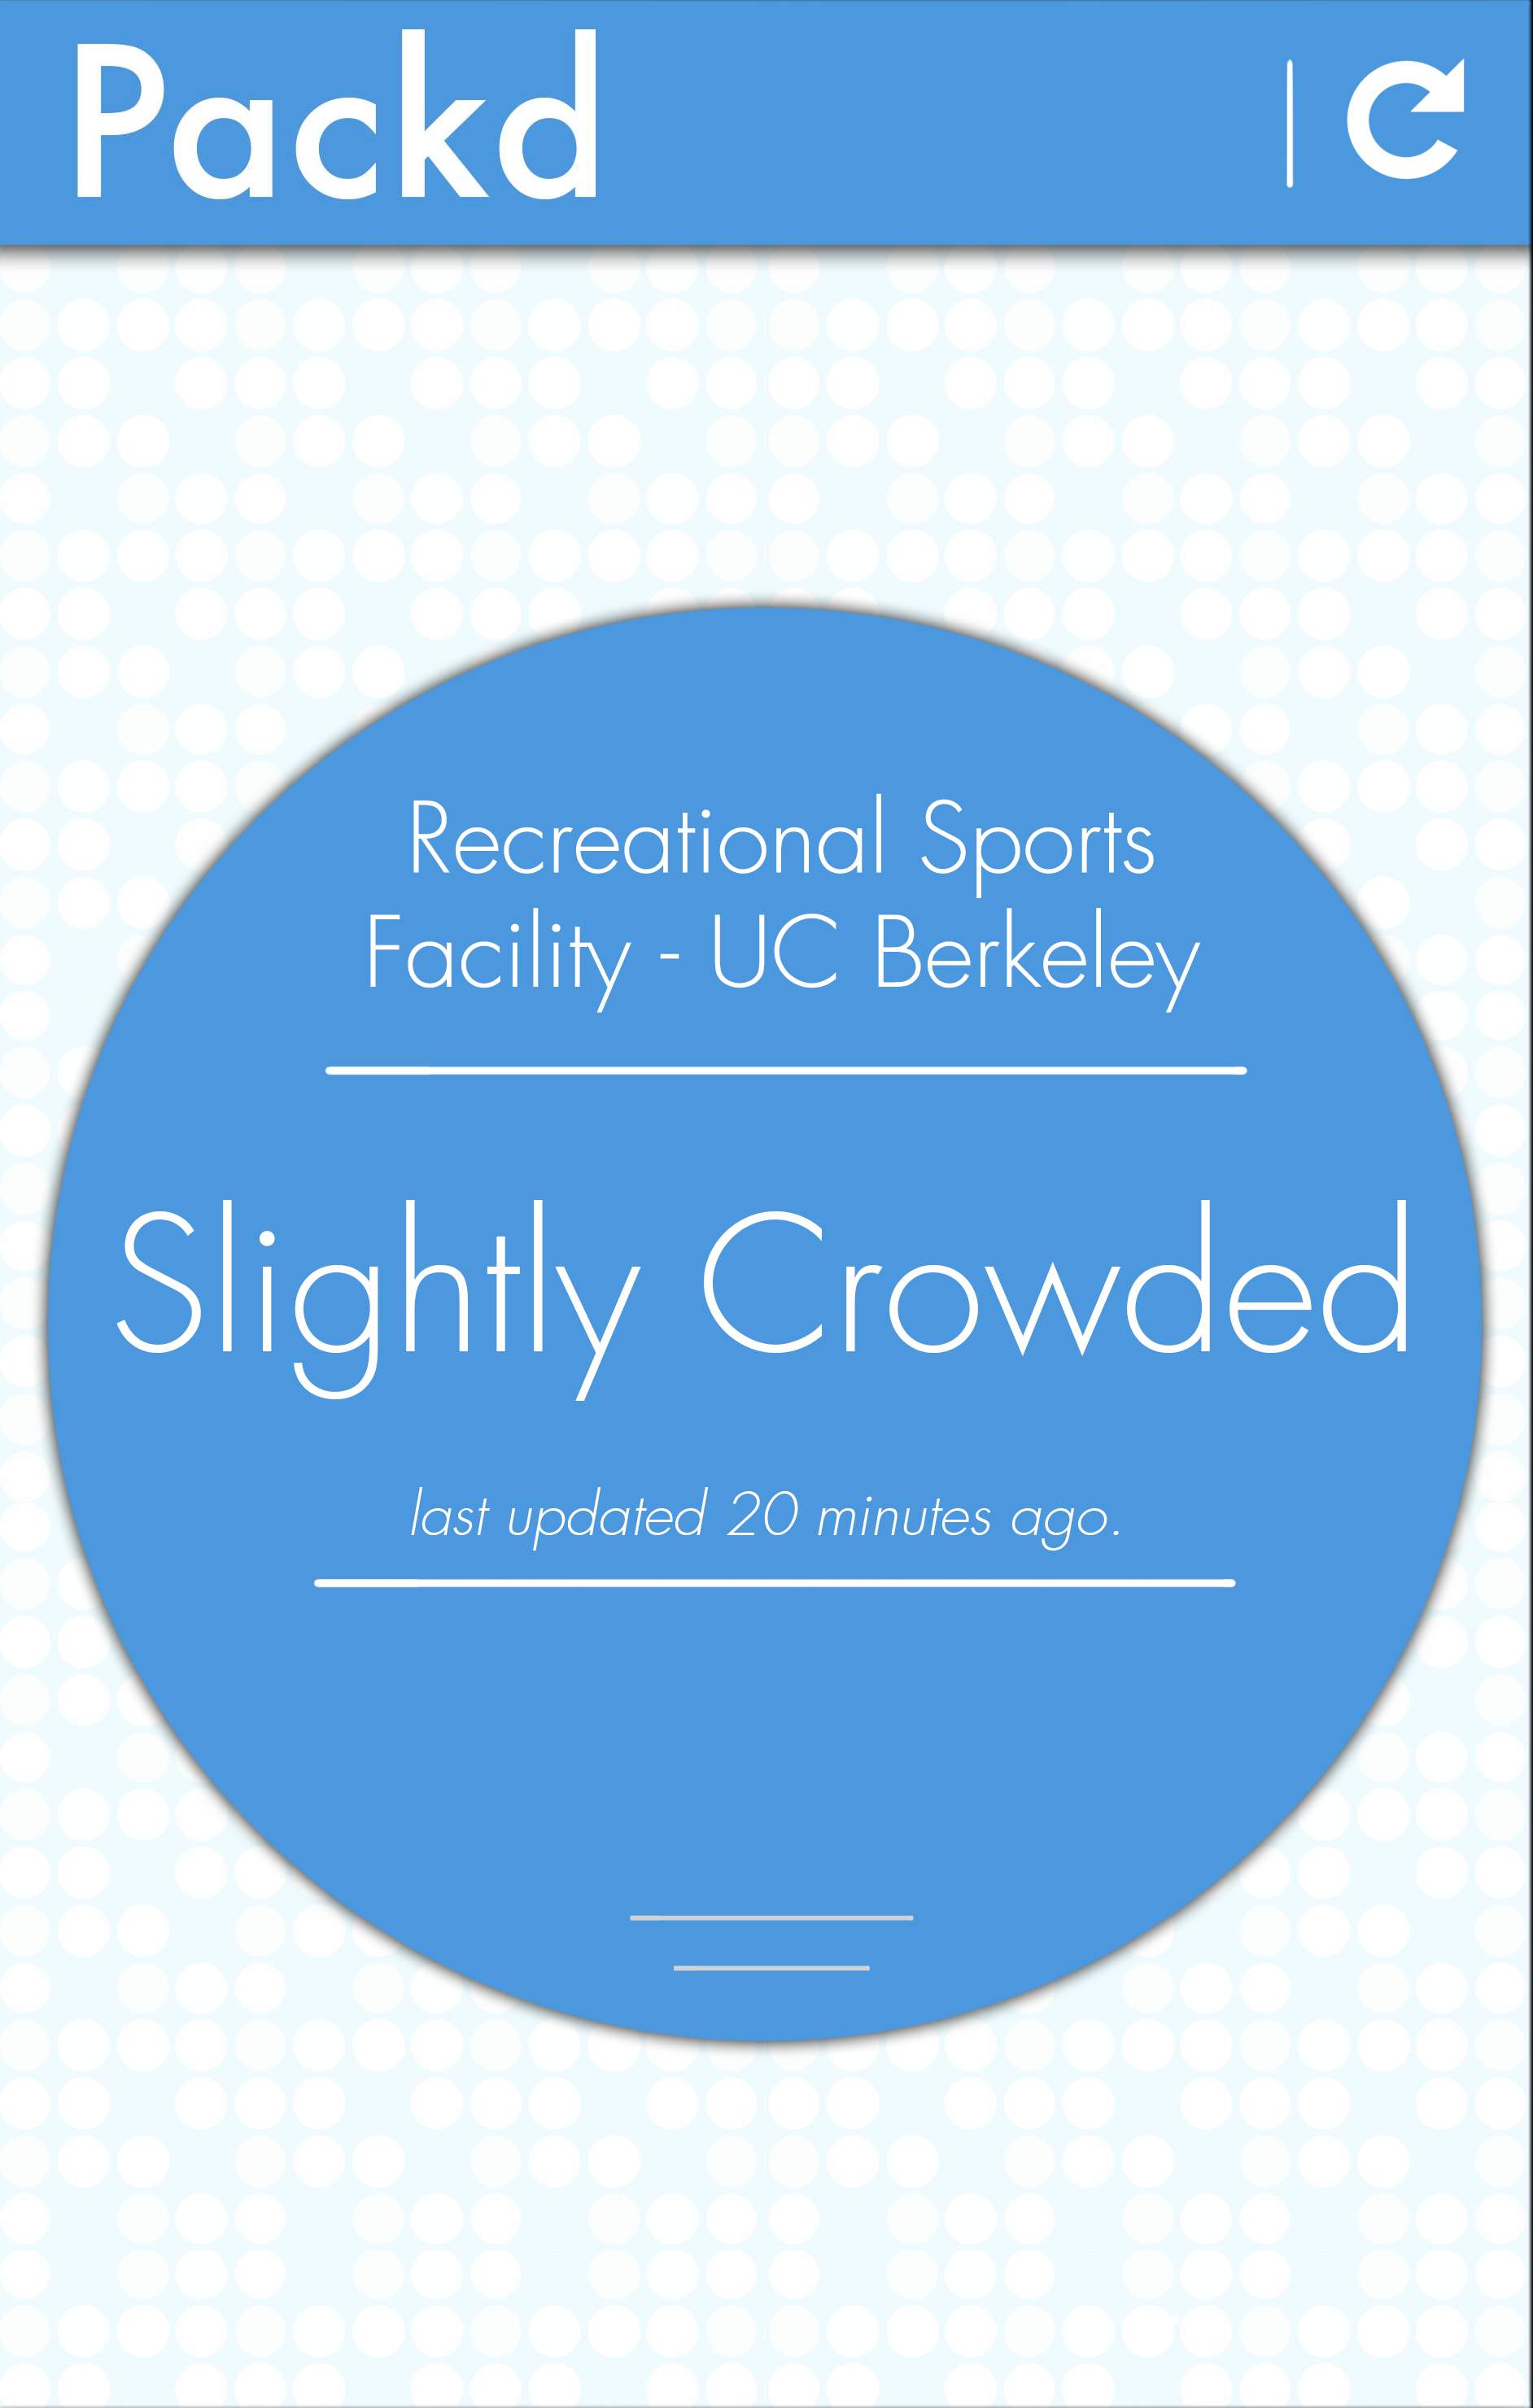 Packd
Recreational Sports
Facility - UC Berkeley
Slightly Crowded
last updated 20 minutes ago.